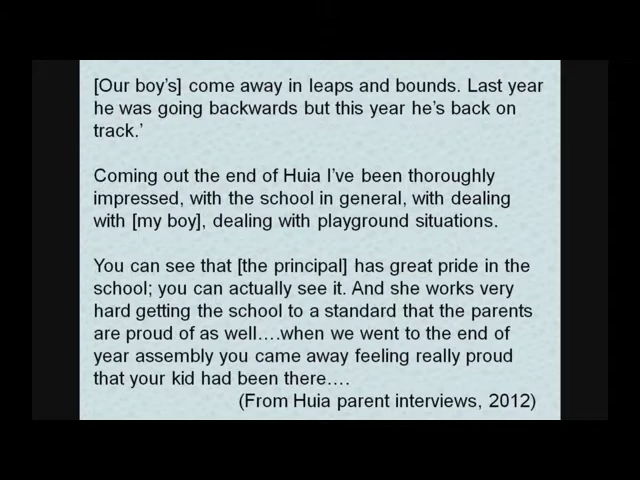 [Our boy's] come away in leaps and bounds. Last year
he was going backwards but this year he's back on
track.'
Coming out the end of Huia I've been thoroughly
impressed, with the school in general, with dealing
with [my boy], dealing with playground situations.
You can see that [the principal] has great pride in the
school; you can actually see it. And she works very
hard getting the school to a standard that the parents
are proud of as well….when we went to the end of
year assembly you came away feeling really proud
that your kid had been there….
(From Huia parent interviews, 2012)